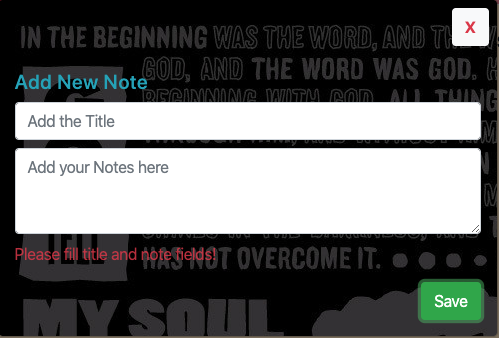 X
IN THE BEGINNING WAS THE WORD, AND THE W
GOD, AND THE WORD WAS GOD. H
Add New Note
BEGINNING WITH GOD. ALL THING
Add the Title
Add your Notes here
Please fill title and note fields!
HAS NOT OVERCOME IT.
Save
MY SOUL